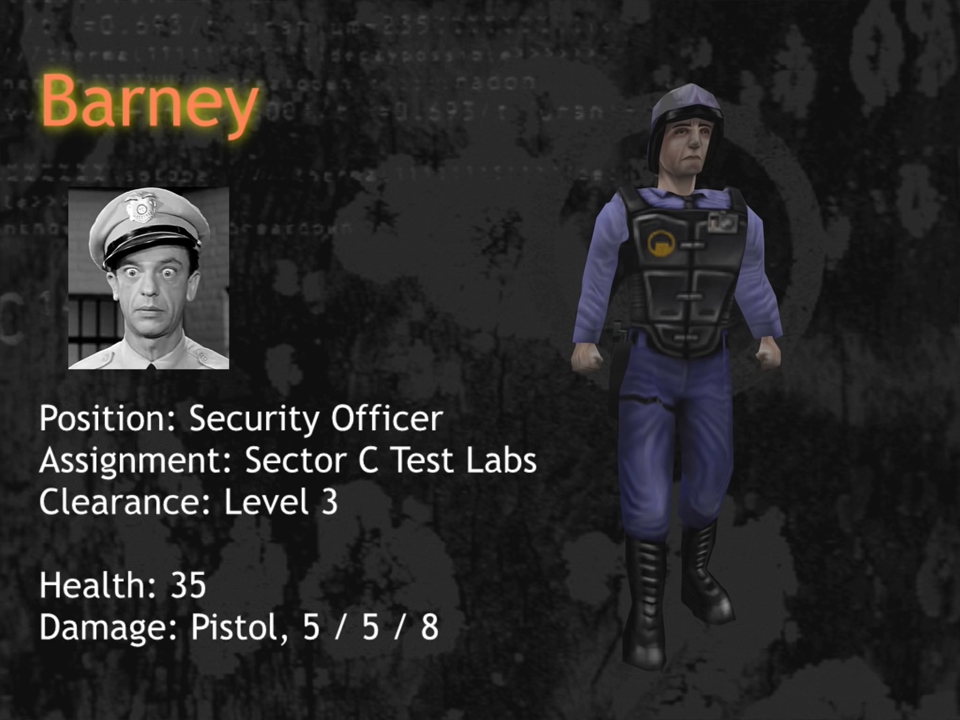 Barney
Position: Security Officer
Assignment: Sector C Test Labs
Clearance: Level 3
Health: 35
Damage: Pistol, 5 / 5 / 8